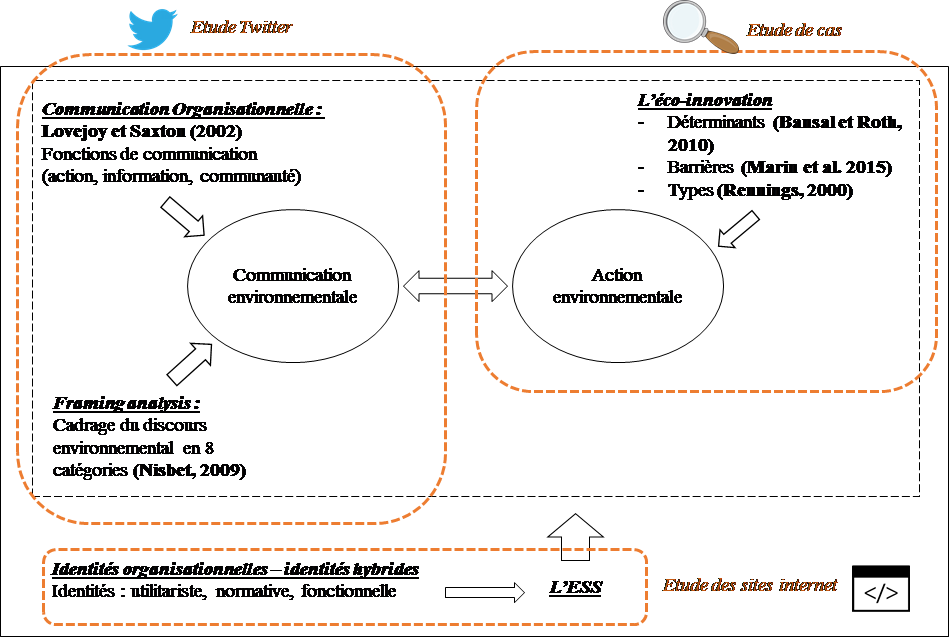 Etude Twitter
Etude de cas
Communication Organisationnelle :
Lovejoy et Saxton (2002)
Fonctions de communication
(action, information, communauté)
L'éco-innovation
- Déterminants (Bansal et Roth,
2010)
- Barrières (Marin et al. 2015)
- Types (Rennings, 2000)
Communication
environnementale
Action
environnementale
Framing analysis :
Cadrage du discours
environnemental en 8
catégories (Nisbet, 2009)
Identités organisationnelles – identités hybrides
Identités : utilitariste, normative, fonctionnelle
L'ESS
Etude des sites internet
</>